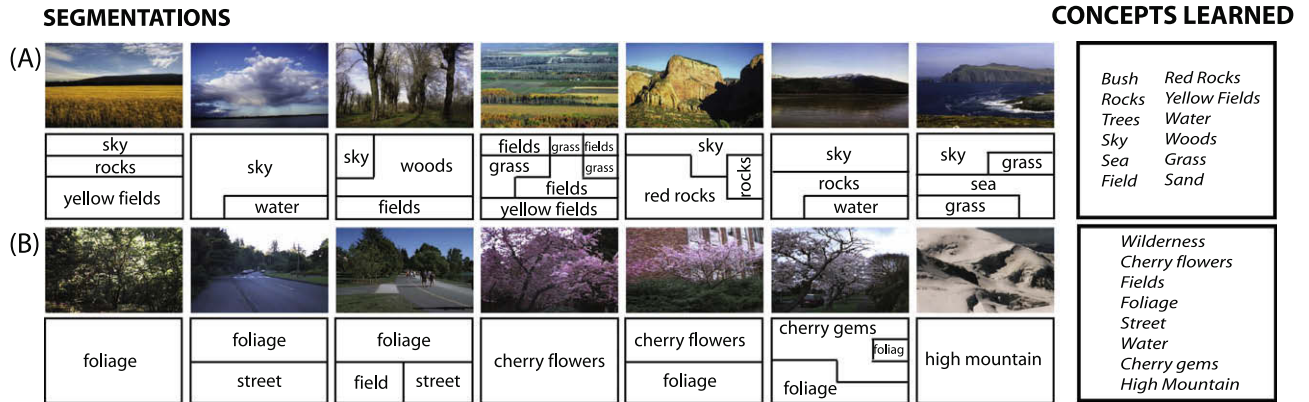 SEGMENTATIONS
CONCEPTS LEARNED
(A)
sky
rocks
yellow fields
sky
water
sky
woods
fields
fields
grass
fields
grass
grass
fields
yellow fields
sky
red rocks
rocks
sky
rocks
water
sky
grass
sea
grass
Bush
Rocks
Trees
Sky
Sea
Field
Red Rocks
Yellow Fields
Water
Woods
Grass
Sand
(B)
foliage
foliage
street
foliage
field
street
cherry flowers
cherry flowers
foliage
cherry gems
foliag
foliage
high mountain
Wilderness
Cherry flowers
Fields
Foliage
Street
Water
Cherry gems
High Mountain